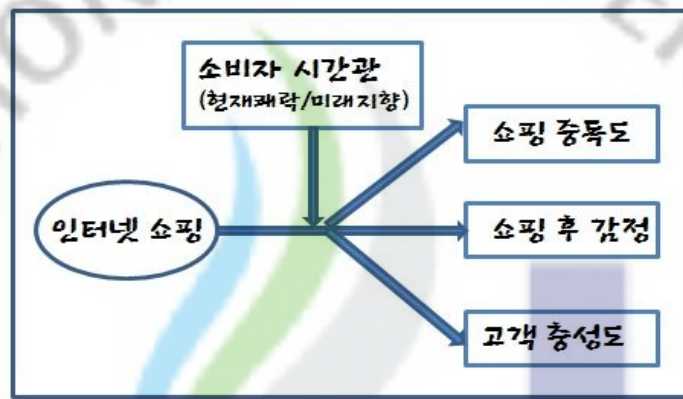 소비자 시간관
(현재쾌락/미래지향)
쇼핑 중독도
인터넷 쇼핑
쇼핑 후 감정
고객 충성도